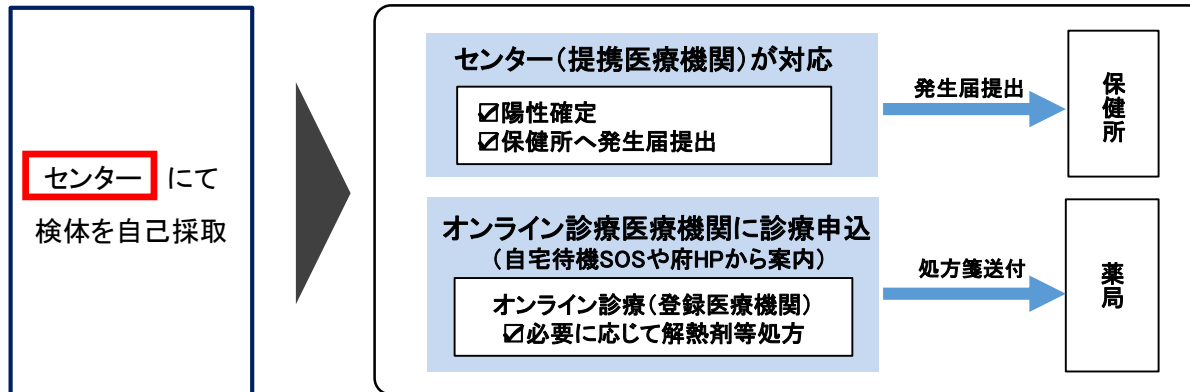 センター にて
検体を自己採取
センター(提携医療機関)が対応
☑陽性確定
☑保健所へ発生届提出
発生届提出
保健所
オンライン診療医療機関に診療申込
(自宅待機SOSや府HPから案内)
オンライン診療(登録医療機関)
☑必要に応じて解熱剤等処方
処方箋送付
薬局